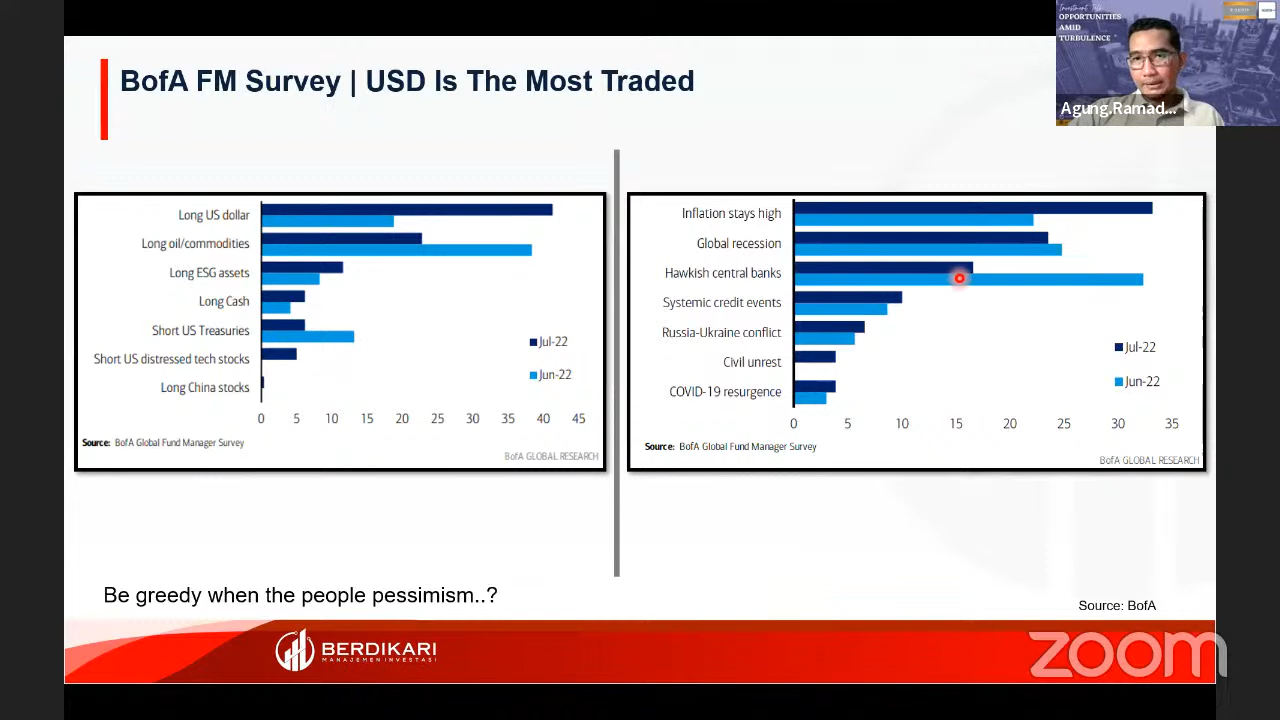 BofA FM Survey | USD Is The Most Traded
Investment Talk
OPPORTUNITIES
AMID
TURBULENCE
Agung.Ramad...
Long US dollar
Long oil/commodities
Long ESG assets
Long Cash
Short US Treasuries
Short US distressed tech stocks
Long China stocks
Jul-22
Jun-22
0 5 10 15 20 25 30 35 40 45
Source: BofA Global Fund Manager Survey
BofA GLOBAL RESEARCH
Inflation stays high
Global recession
Hawkish central banks
Systemic credit events
Russia-Ukraine conflict
Civil unrest
COVID-19 resurgence
Jul-22
Jun-22
0 5 10 15 20 25 30 35
Source: BofA Global Fund Manager Survey
BofA GLOBAL RESEARCH
Be greedy when the people pessimism..?
Source: BofA
BERDIKARI
MANAJEMEN INVESTASI
zoom